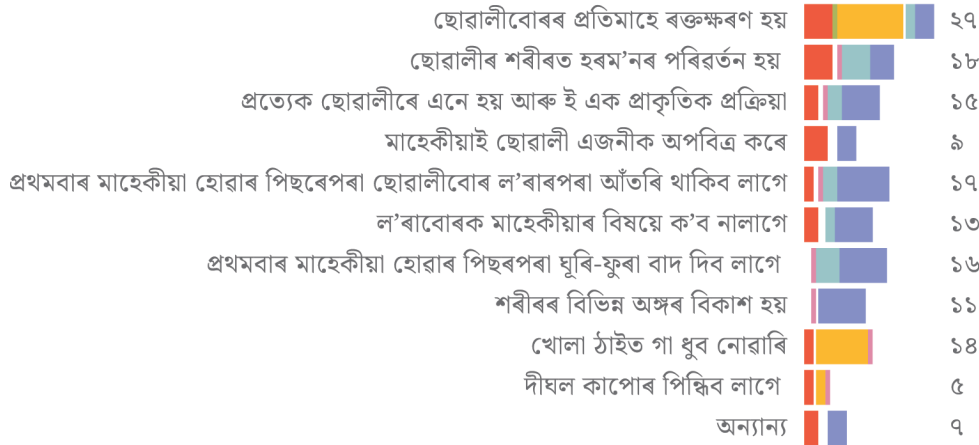 ছোৱালীবোৰৰ প্ৰতিমাহে ৰক্তক্ষৰণ হয় ২৭
ছোৱালীৰ শৰীৰত হৰম’নৰ পৰিৱৰ্তন হয় ১৮
প্ৰত্যেক ছোৱালীৰে এনে হয় আৰু ই এক প্ৰাকৃতিক প্ৰক্ৰিয়া ১৫
মাহেকীয়াই ছোৱালী এজনীক অপবিত্ৰ কৰে ৯
প্ৰথমবাৰ মাহেকীয়া হোৱাৰ পিছৰেপৰা ছোৱালীবোৰ ল’ৰাৰপৰা আঁতৰি থাকিব লাগে ১৭
ল’ৰাবোৰক মাহেকীয়াৰ বিষয়ে ক’ব নালাগে ১৩
প্ৰথমবাৰ মাহেকীয়া হোৱাৰ পিছৰপৰা ঘূৰি-ফুৰা বাদ দিব লাগে ১৬
শৰীৰৰ বিভিন্ন অঙ্গৰ বিকাশ হয় ১১
খোলা ঠাইত গা ধুব নোৱাৰি ১৪
দীঘল কাপোৰ পিন্ধিব লাগে ৫
অন্যান্য ৭